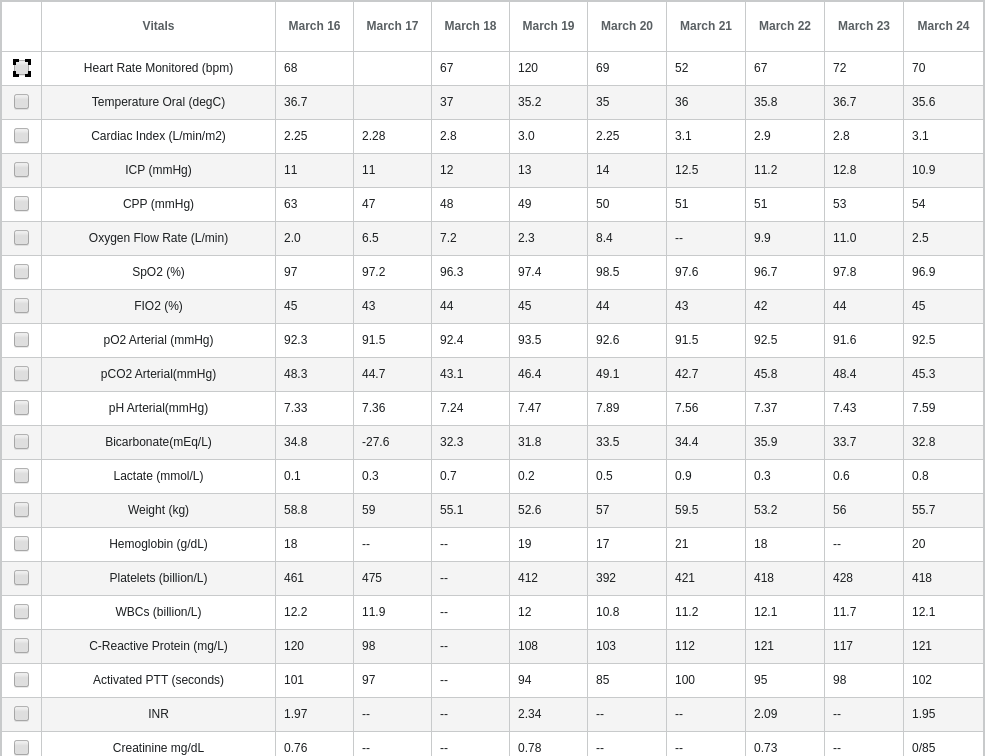 Vitals March 16 March 17 March 18 March 19 March 20 March 21 March 22 March 23 March 24
Heart Rate Monitored (bpm) 68 67 120 69 52 67 72 70
Temperature Oral (degC) 36.7 37 35.2 35 36 35.8 36.7 35.6
Cardiac Index (L/min/m2) 2.25 2.28 2.8 3.0 2.25 3.1 2.9 2.8 3.1
ICP (mmHg) 11 11 12 13 14 12.5 11.2 12.8 10.9
CPP (mmHg) 63 47 48 49 50 51 51 53 54
Oxygen Flow Rate (L/min) 2.0 6.5 7.2 2.3 8.4 -- 9.9 11.0 2.5
SpO2 (%) 97 97.2 96.3 97.4 98.5 97.6 96.7 97.8 96.9
FIO2 (%) 45 43 44 45 44 43 42 44 45
pO2 Arterial (mmHg) 92.3 91.5 92.4 93.5 92.6 91.5 92.5 91.6 92.5
pCO2 Arterial(mmHg) 48.3 44.7 43.1 46.4 49.1 42.7 45.8 48.4 45.3
pH Arterial(mmHg) 7.33 7.36 7.24 7.47 7.89 7.56 7.37 7.43 7.59
Bicarbonate(mEq/L) 34.8 -27.6 32.3 31.8 33.5 34.4 35.9 33.7 32.8
Lactate (mmol/L) 0.1 0.3 0.7 0.2 0.5 0.9 0.3 0.6 0.8
Weight (kg) 58.8 59 55.1 52.6 57 59.5 53.2 56 55.7
Hemoglobin (g/dL) 18 -- -- 19 17 21 18 -- 20
Platelets (billion/L) 461 475 -- 412 392 421 418 428 418
WBCs (billion/L) 12.2 11.9 -- 12 10.8 11.2 12.1 11.7 12.1
C-Reactive Protein (mg/L) 120 98 -- 108 103 112 121 117 121
Activated PTT (seconds) 101 97 -- 94 85 100 95 98 102
INR 1.97 -- -- 2.34 -- -- 2.09 -- 1.95
Creatinine mg/dL 0.76 -- -- 0.78 -- -- 0.73 -- 0/85